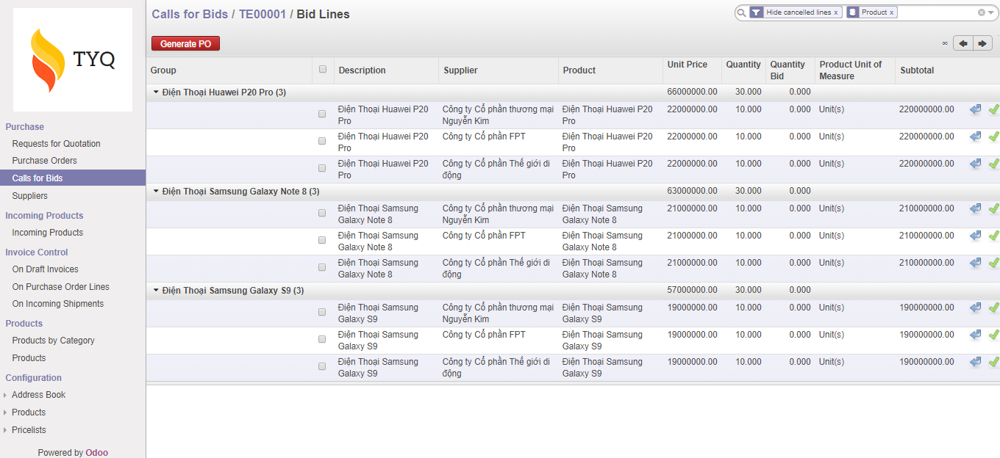 TYQ
Purchase
Requests for Quotation
Purchase Orders
Calls for Bids
Suppliers
Incoming Products
Incoming Products
Invoice Control
On Draft Invoices
On Purchase Order Lines
On Incoming Shipments
Products
Products by Category
Products
Configuration
Address Book
Products
Pricelists
Powered by Odoo
Calls for Bids / TE00001 / Bid Lines
Hide cancelled lines x Product x
Generate PO
∞
Group Description Supplier Product Unit Price Quantity Quantity Product Unit of Subtotal
Bid Measure
Điện Thoại Huawei P20 Pro (3) 66000000.00 30.000 0.000
Điện Thoại Huawei P20 Công ty Cổ phần thương mại Điện Thoại Huawei P20 22000000.00 10.000 0.000 Unit(s) 220000000.00
Pro Nguyễn Kim Pro
Điện Thoại Huawei P20 Công ty Cổ phần FPT Điện Thoại Huawei P20 22000000.00 10.000 0.000 Unit(s) 220000000.00
Pro Pro
Điện Thoại Huawei P20 Công ty Cổ phần Thế giới di Điện Thoại Huawei P20 22000000.00 10.000 0.000 Unit(s) 220000000.00
Pro động Pro
Điện Thoại Samsung Galaxy Note 8 (3) 63000000.00 30.000 0.000
Điện Thoại Samsung Công ty Cổ phần thương mại Điện Thoại Samsung 21000000.00 10.000 0.000 Unit(s) 210000000.00
Galaxy Note 8 Nguyễn Kim Galaxy Note 8
Điện Thoại Samsung Công ty Cổ phần FPT Điện Thoại Samsung 21000000.00 10.000 0.000 Unit(s) 210000000.00
Galaxy Note 8 Galaxy Note 8
Điện Thoại Samsung Công ty Cổ phần Thế giới di Điện Thoại Samsung 21000000.00 10.000 0.000 Unit(s) 210000000.00
Galaxy Note 8 động Galaxy Note 8
Điện Thoại Samsung Galaxy S9 (3) 57000000.00 30.000 0.000
Điện Thoại Samsung Công ty Cổ phần thương mại Điện Thoại Samsung 19000000.00 10.000 0.000 Unit(s) 190000000.00
Galaxy S9 Nguyễn Kim Galaxy S9
Điện Thoại Samsung Công ty Cổ phần FPT Điện Thoại Samsung 19000000.00 10.000 0.000 Unit(s) 190000000.00
Galaxy S9 Galaxy S9
Điện Thoại Samsung Công ty Cổ phần Thế giới di Điện Thoại Samsung 19000000.00 10.000 0.000 Unit(s) 190000000.00
Galaxy S9 động Galaxy S9